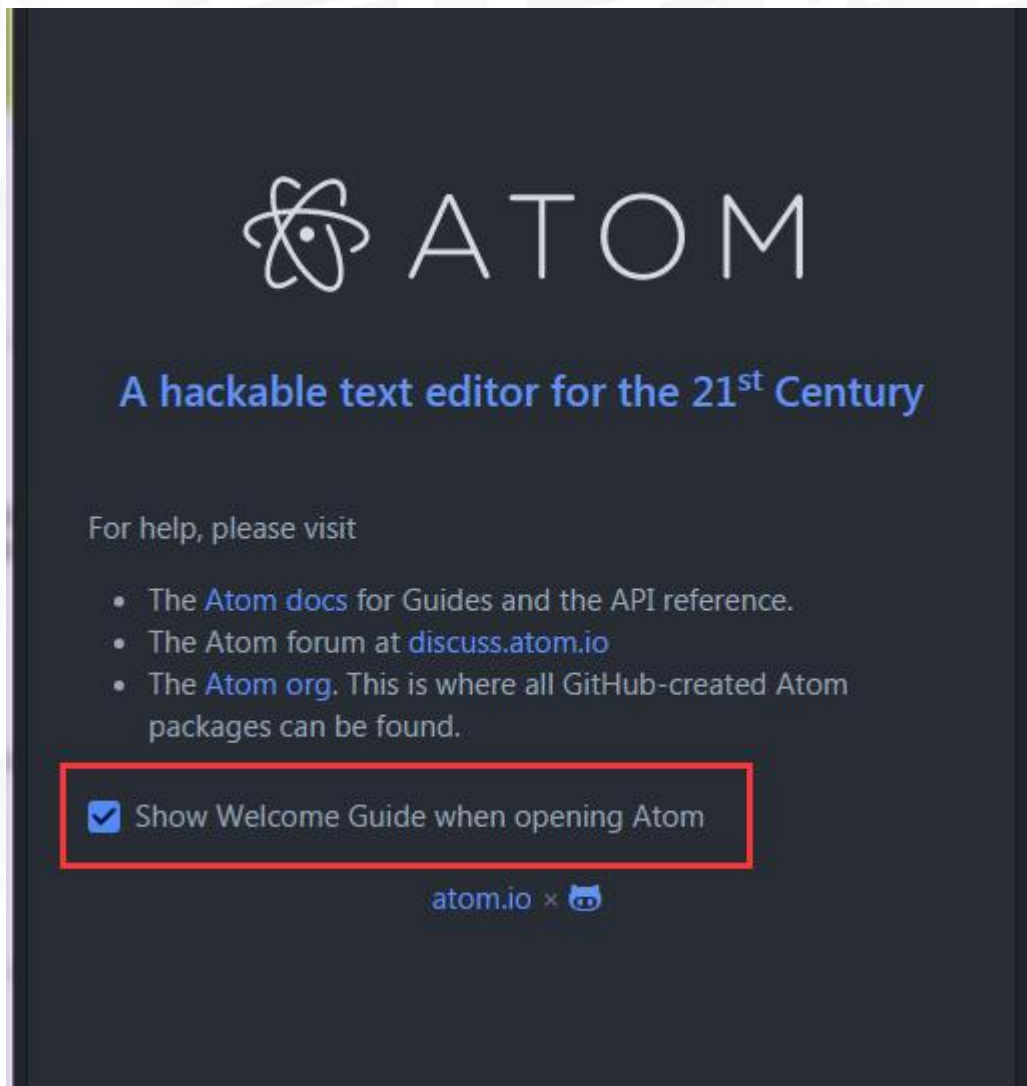 ATOM
A hackable text editor for the 21st Century
For help, please visit
The Atom docs for Guides and the API reference.
The Atom forum at discuss.atom.io
The Atom org. This is where all GitHub-created Atom
packages can be found.
Show Welcome Guide when opening Atom
atom.io ×